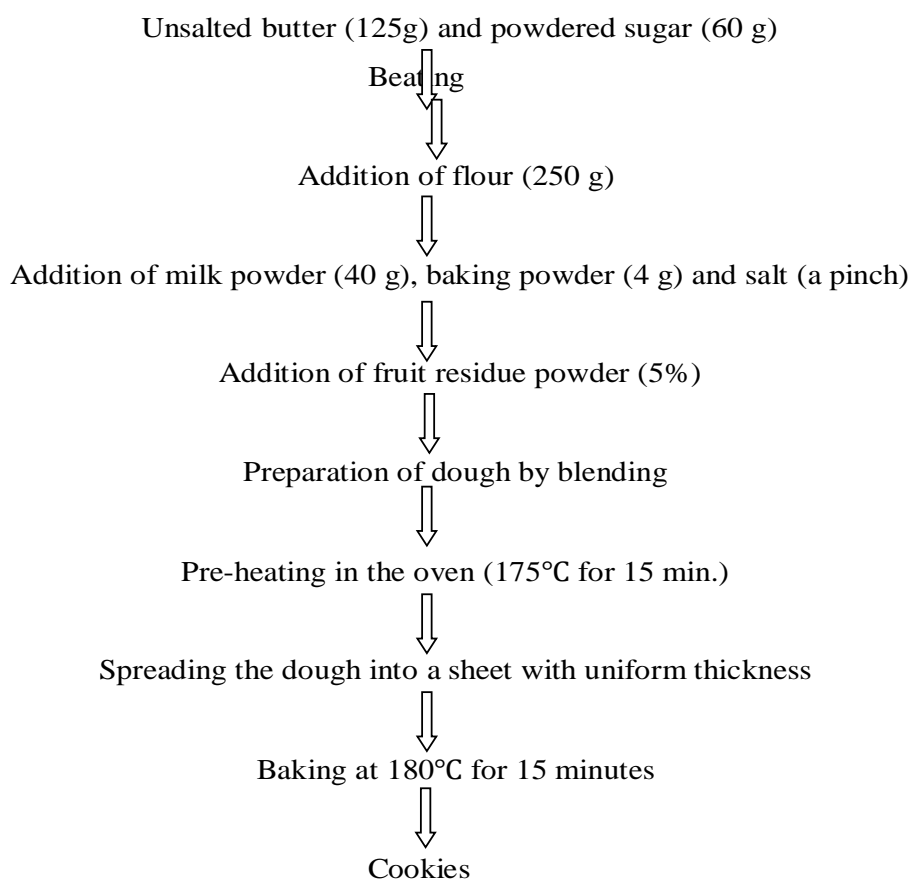 Unsalted butter (125g) and powdered sugar (60 g)
Beating
Addition of flour (250 g)
Addition of milk powder (40 g), baking powder (4 g) and salt (a pinch)
Addition of fruit residue powder (5%)
Preparation of dough by blending
Pre-heating in the oven (175℃ for 15 min.)
Spreading the dough into a sheet with uniform thickness
Baking at 180℃ for 15 minutes
Cookies